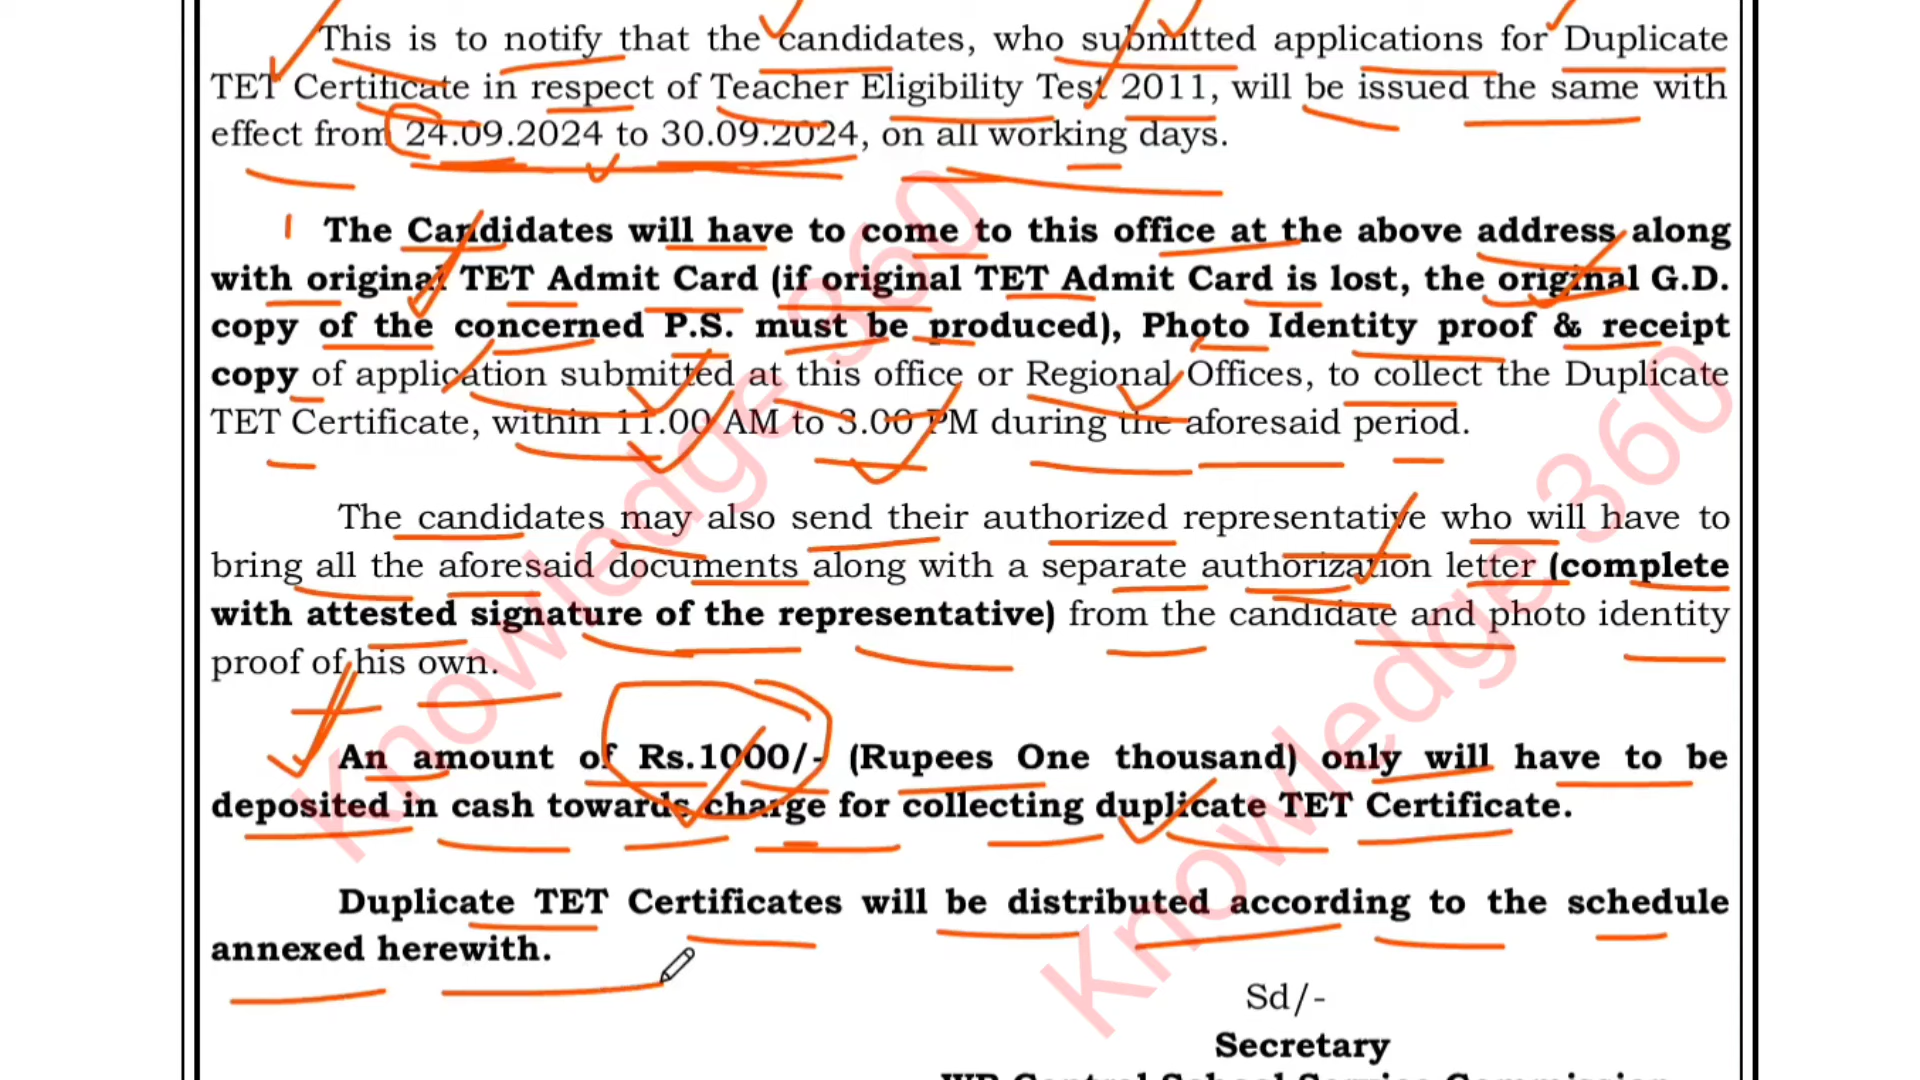 This is to notify that the candidates, who submitted applications for Duplicate
TET Certificate in respect of Teacher Eligibility Test 2011, will be issued the same with
effect from 24.09.2024 to 30.09.2024, on all working days.
The Candidates will have to come to this office at the above address along
with original TET Admit Card (if original TET Admit Card is lost, the original G.D.
copy of the concerned P.S. must be produced), Photo Identity proof & receipt
copy of application submitted at this office or Regional Offices, to collect the Duplicate
TET Certificate, within 11.00 AM to 3.00 PM during the aforesaid period.
The candidates may also send their authorized representative who will have to
bring all the aforesaid documents along with a separate authorization letter (complete
with attested signature of the representative) from the candidate and photo identity
proof of his own.
An amount of Rs.1000/- (Rupees One thousand) only will have to be
deposited in cash towards charge for collecting duplicate TET Certificate.
Duplicate TET Certificates will be distributed according to the schedule
annexed herewith.
Sd/-
Secretary
WB Central School Service Commission
Knowledge 360
Knowledge 360